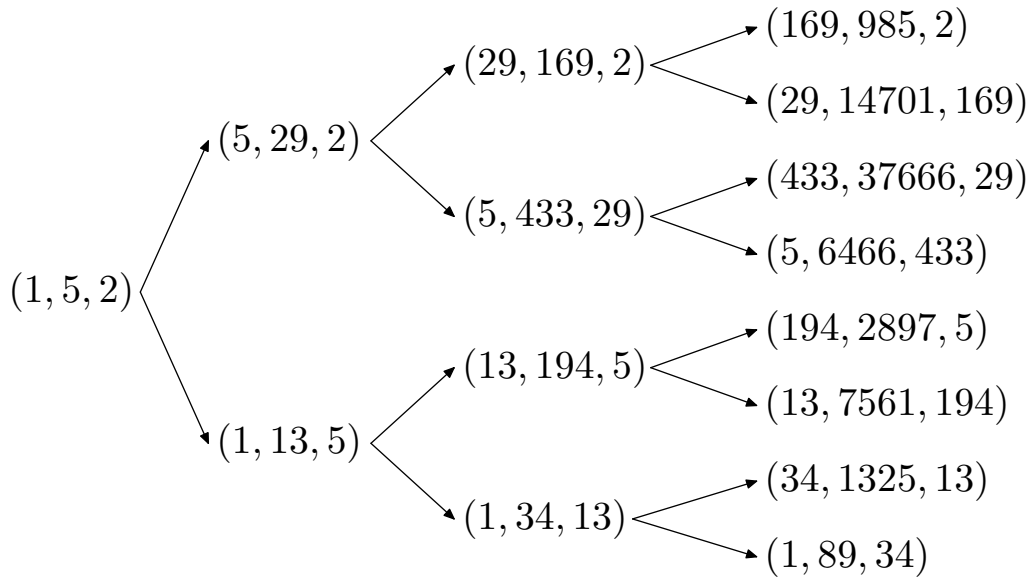 (169, 985, 2)
(29, 169, 2)
(29, 14701, 169)
(5, 29, 2)
(433, 37666, 29)
(5, 433, 29)
(5, 6466, 433)
(1, 5, 2)
(194, 2897, 5)
(13, 194, 5)
(13, 7561, 194)
(1, 13, 5)
(34, 1325, 13)
(1, 34, 13)
(1, 89, 34)